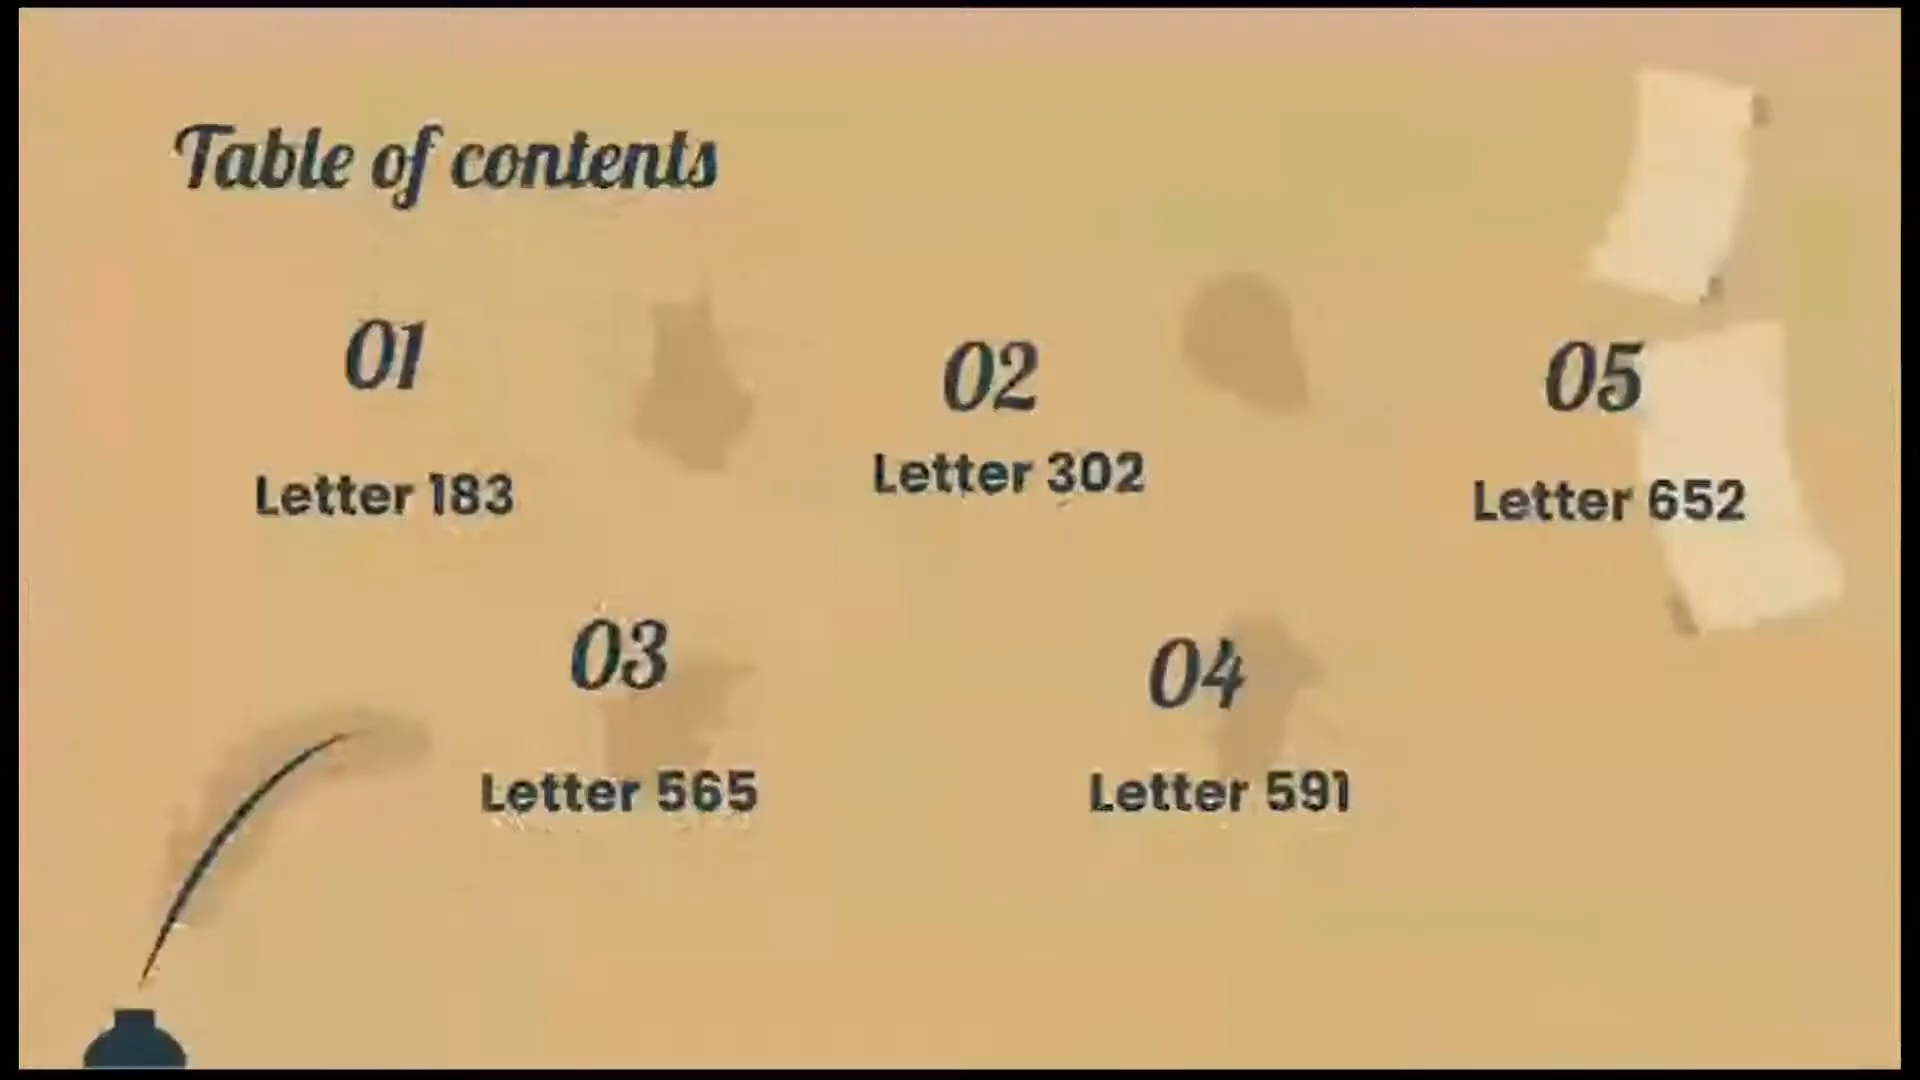 Table of contents
01
Letter 183
02
Letter 302
05
Letter 652
03
Letter 565
04
Letter 591